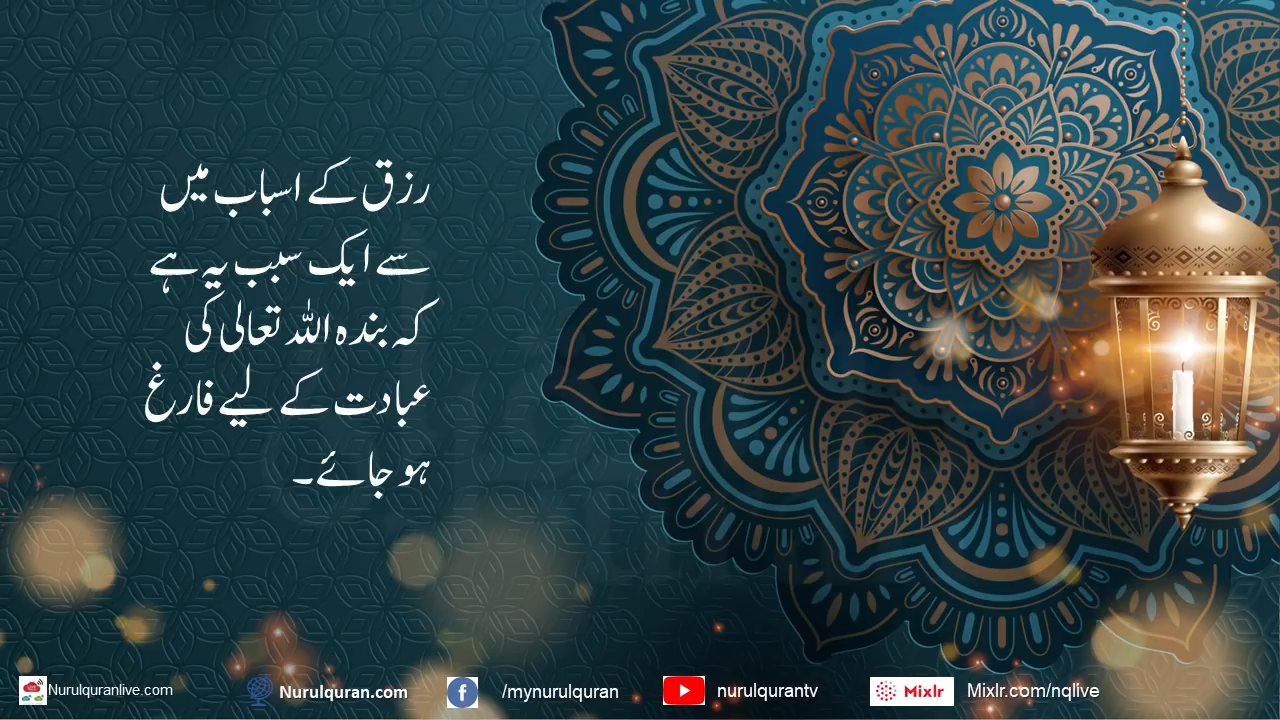 رزق کے اسباب میں
سے ایک سبب یہ ہے
کہ بندہ اللہ تعالی کی
عبادت کے لیے فارغ
ہو جائے۔
Nurulquranlive.com
Nurulquran.com
/mynurulquran
nurulqurantv
Mixlr
Mixlr.com/nqlive